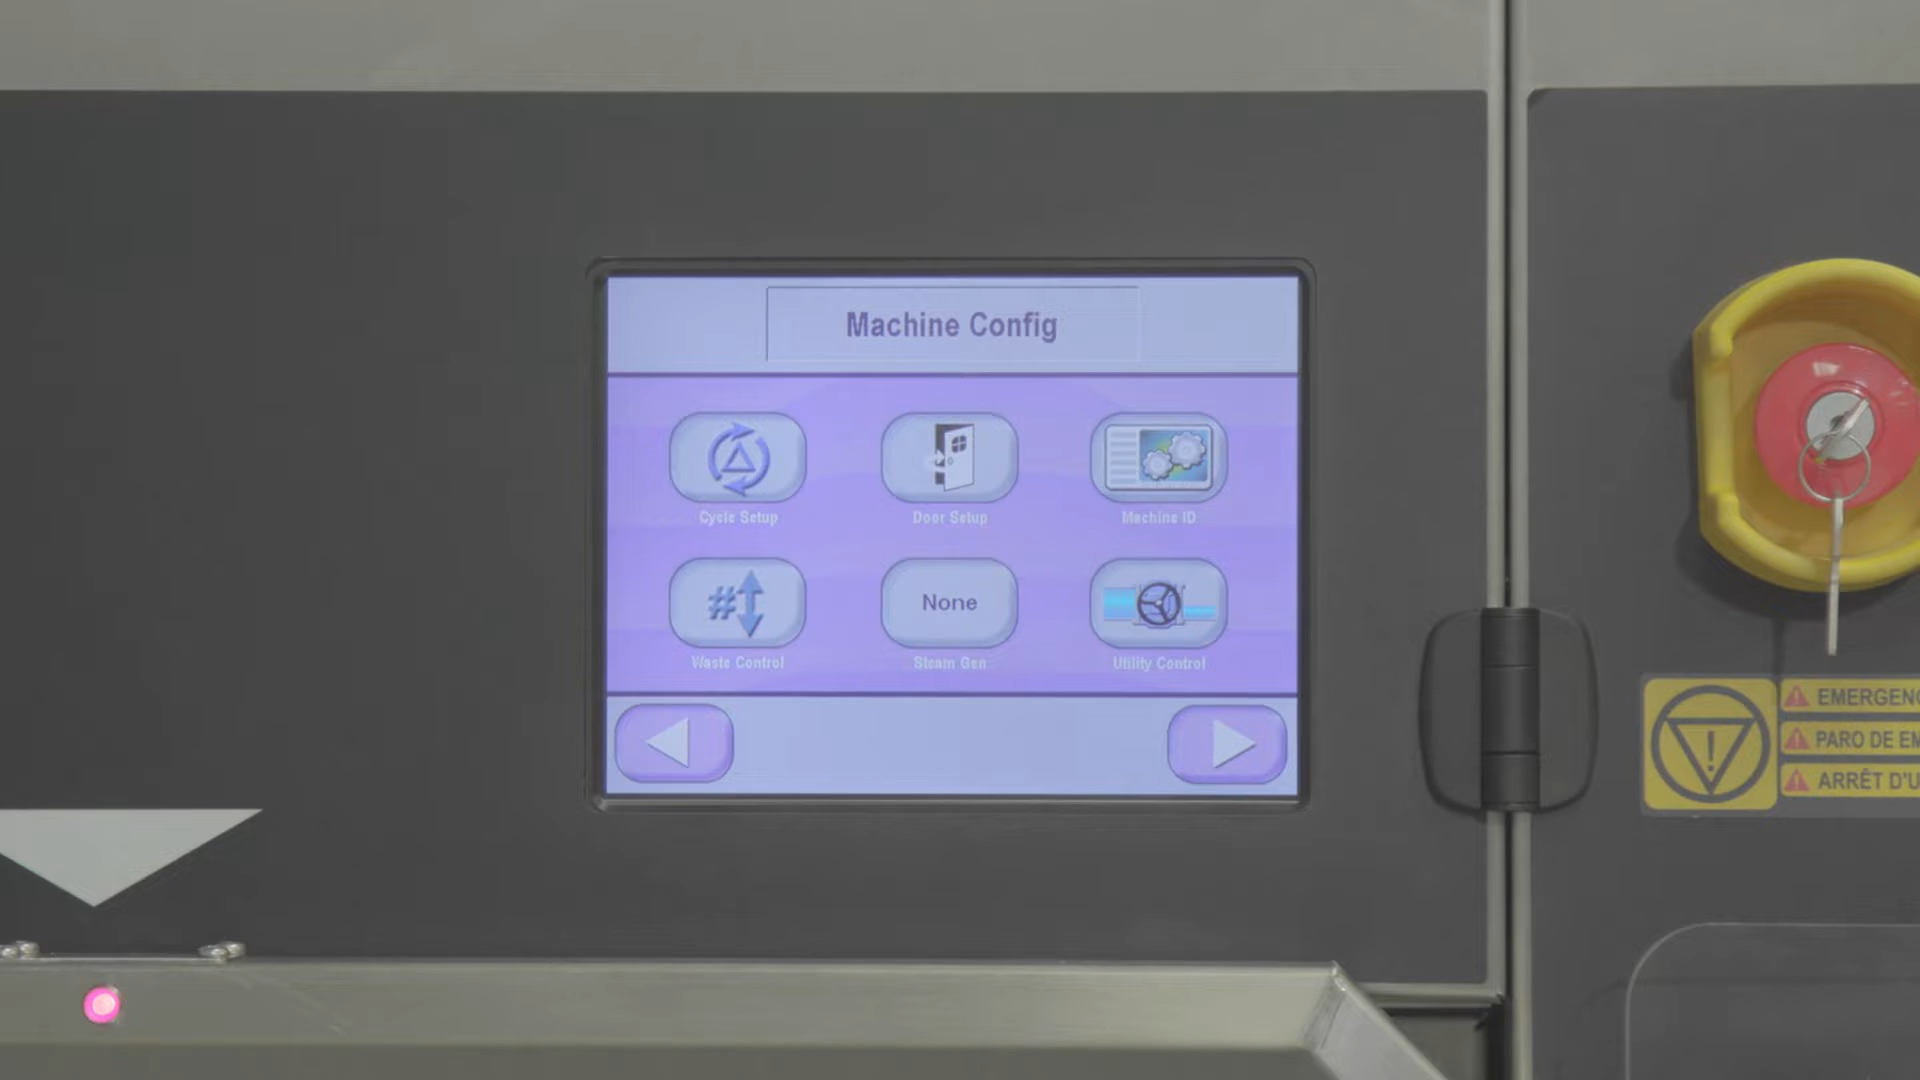 Machine Config
Cycle Setup
Door Setup
Machine ID
#
None
Waste Control
Steam Gen
Utility Control
EMERGENC
PARO DE EM
ARRÊT D'U